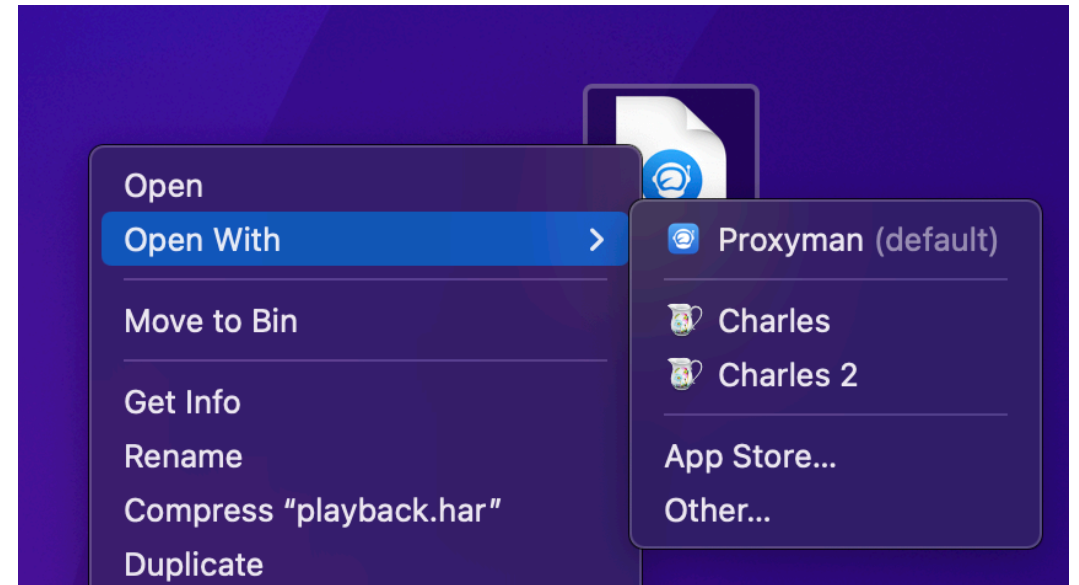 Open
Open With
Move to Bin
Get Info
Rename
Compress “playback.har”
Duplicate
Proxyman (default)
Charles
Charles 2
App Store...
Other...